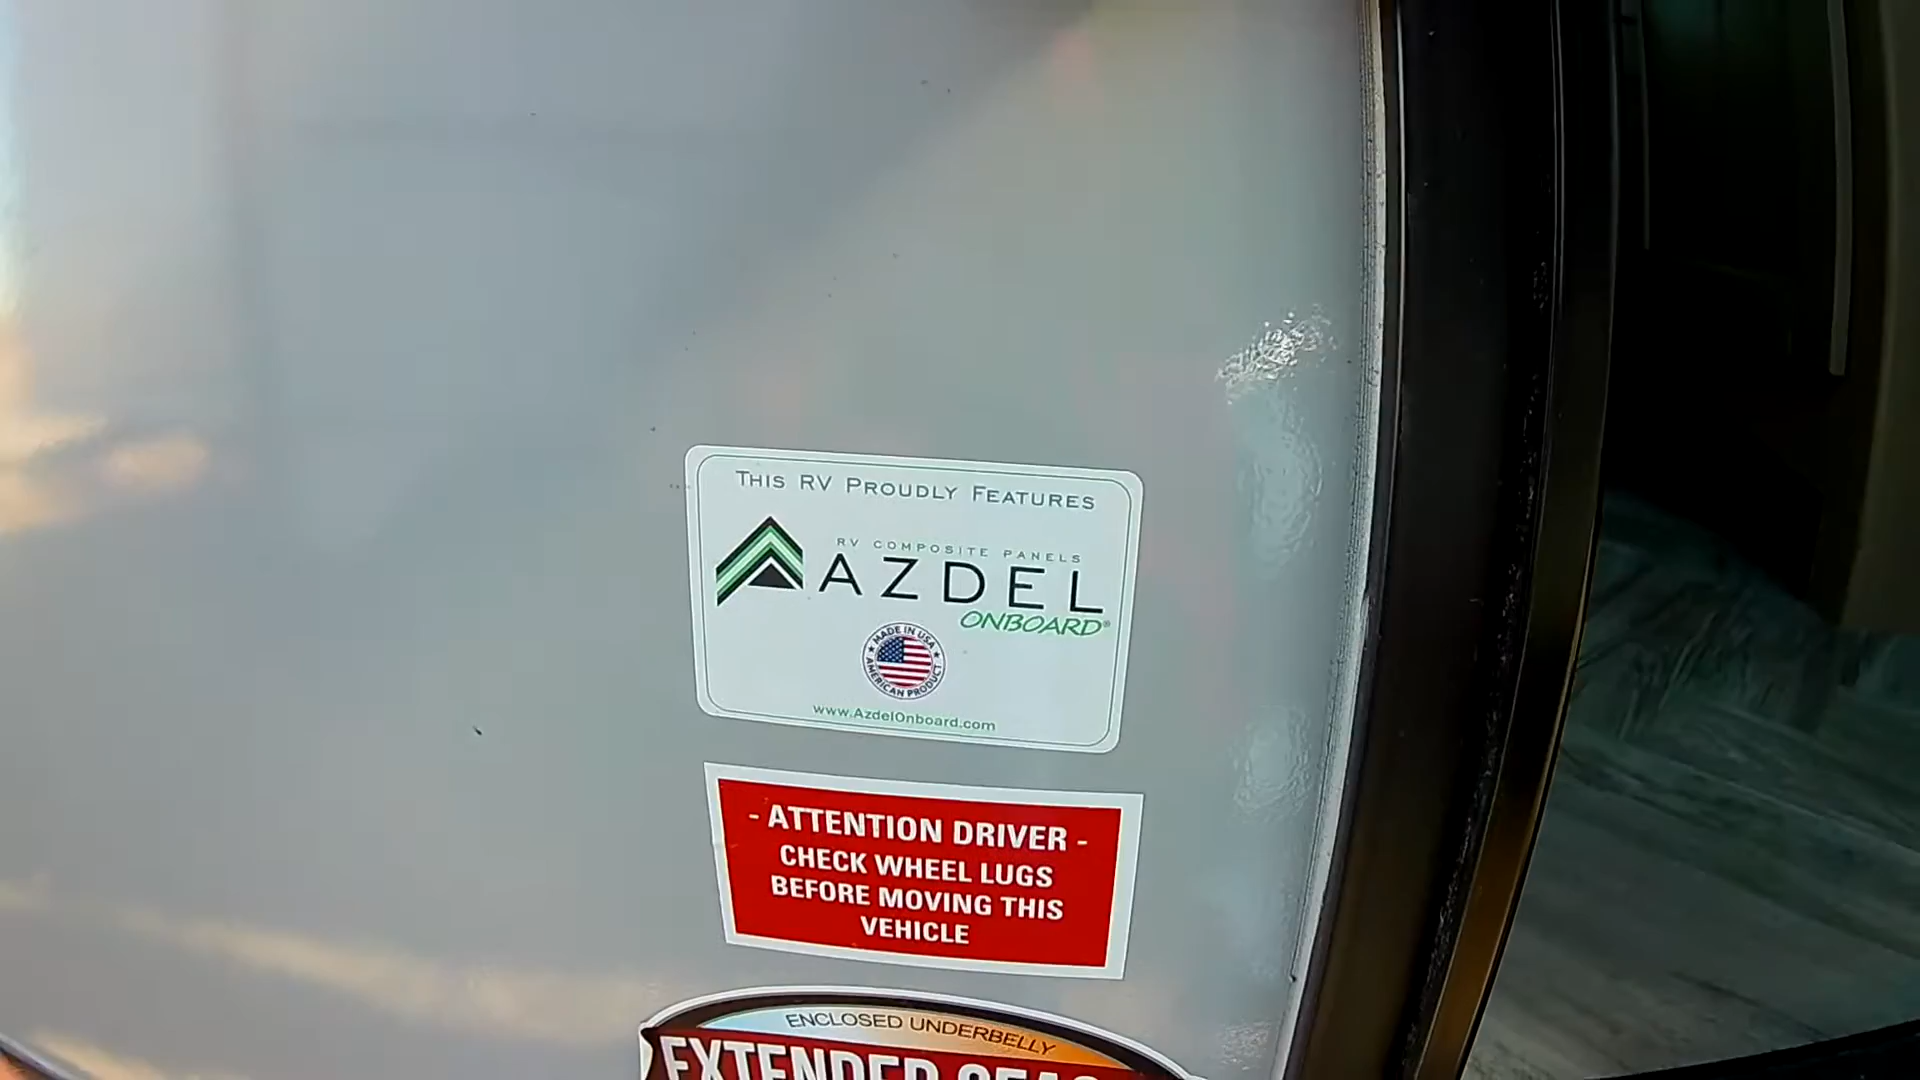 THIS RV PROUDLY FEATURES
RV COMPOSITE PANELS
AZDEL
ONBOARD®
MADE IN USA
AMERICAN PRODUCT
www.AzdelOnboard.com
- ATTENTION DRIVER -
CHECK WHEEL LUGS
BEFORE MOVING THIS
VEHICLE
ENCLOSED UNDERBELLY
EXTENDED